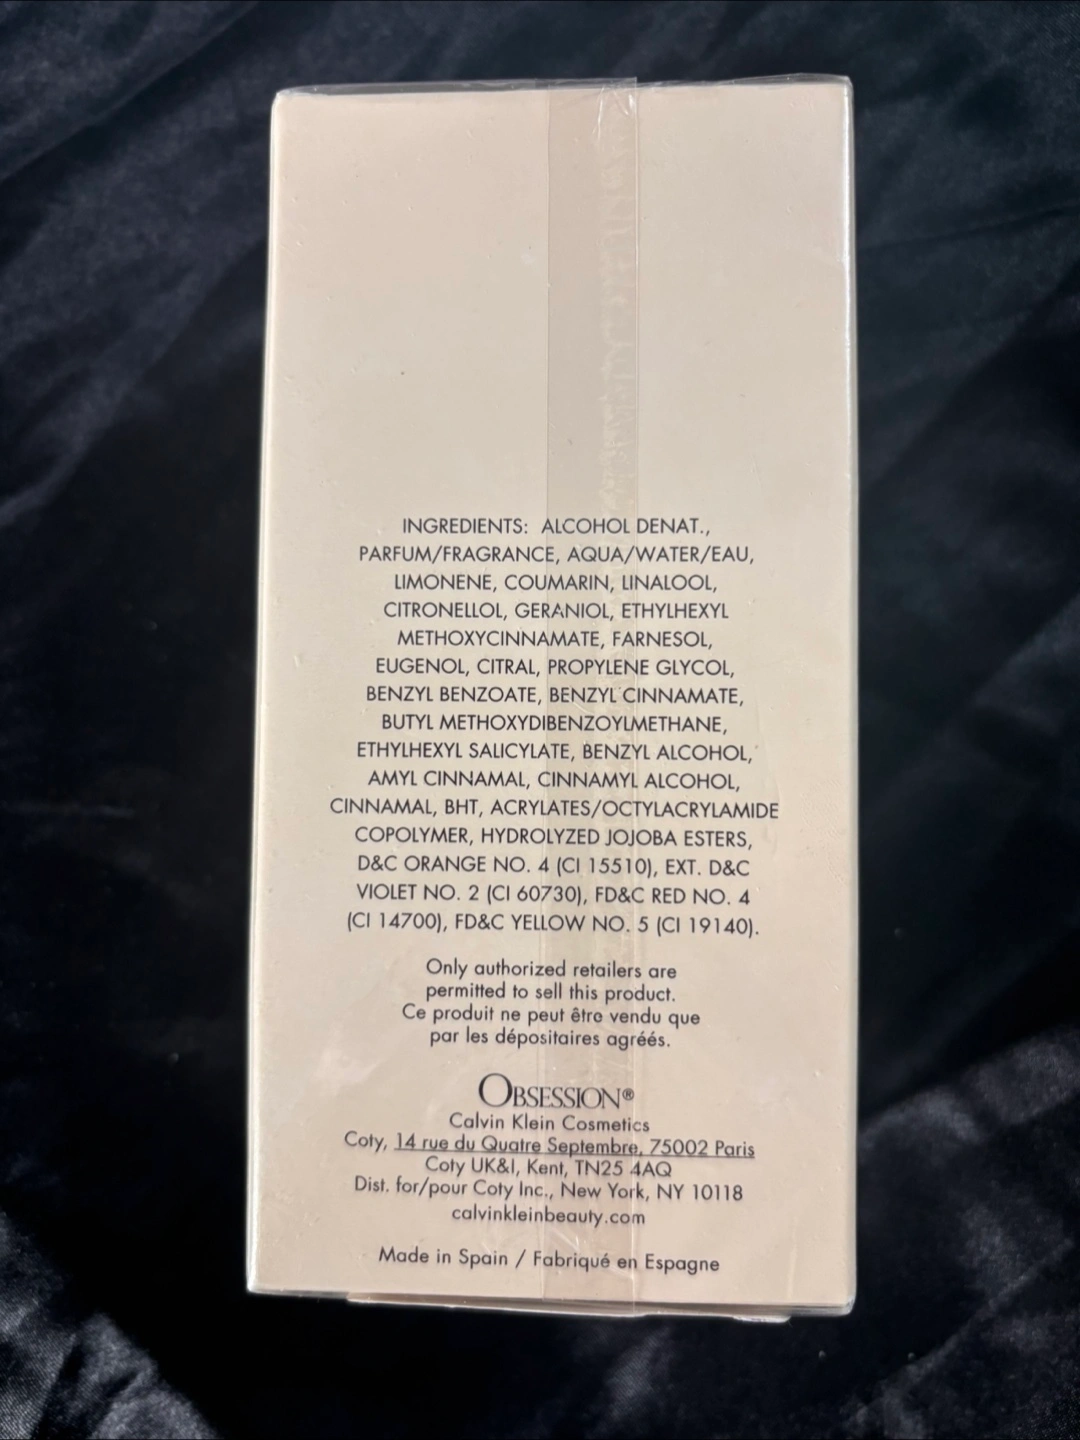 INGREDIENTS: ALCOHOL DENAT.,
PARFUM/FRAGRANCE, AQUA/WATER/EAU,
LIMONENE, COUMARIN, LINALOOL,
CITRONELLOL, GERANIOL, ETHYLHEXYL
METHOXYCINNAMATE, FARNESOL,
EUGENOL, CITRAL, PROPYLENE GLYCOL,
BENZYL BENZOATE, BENZYL CINNAMATE,
BUTYL METHOXYDIBENZOYLMETHANE,
ETHYLHEXYL SALICYLATE, BENZYL ALCOHOL,
AMYL CINNAMAL, CINNAMYL ALCOHOL,
CINNAMAL, BHT, ACRYLATES/OCTYLACRYLAMIDE
COPOLYMER, HYDROLYZED JOJOBA ESTERS,
D&C ORANGE NO. 4 (CI 15510), EXT. D&C
VIOLET NO. 2 (CI 60730), FD&C RED NO. 4
(CI 14700), FD&C YELLOW NO. 5 (CI 19140).
Only authorized retailers are
permitted to sell this product.
Ce produit ne peut être vendu que
par les dépositaires agréés.
OBSESSION®
Calvin Klein Cosmetics
Coty, 14 rue du Quatre Septembre, 75002 Paris
Coty UK&I, Kent, TN25 4AQ
Dist. for/pour Coty Inc., New York, NY 10118
calvinkleinbeauty.com
Made in Spain / Fabriqué en Espagne